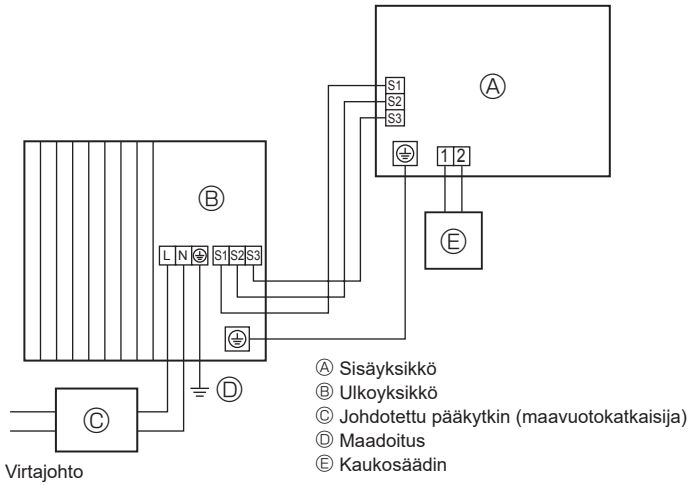 S1
S2
S3
Ⓐ
1 2
Ⓑ
L N S1 S2 S3
Ⓔ
Ⓓ
Ⓒ
Virtajohto
Ⓐ Sisäyksikkö
Ⓑ Ulkoyksikkö
Ⓒ Johdotettu pääkytkin (maavuotokatkaisija)
Ⓓ Maadoitus
Ⓔ Kaukosäädin